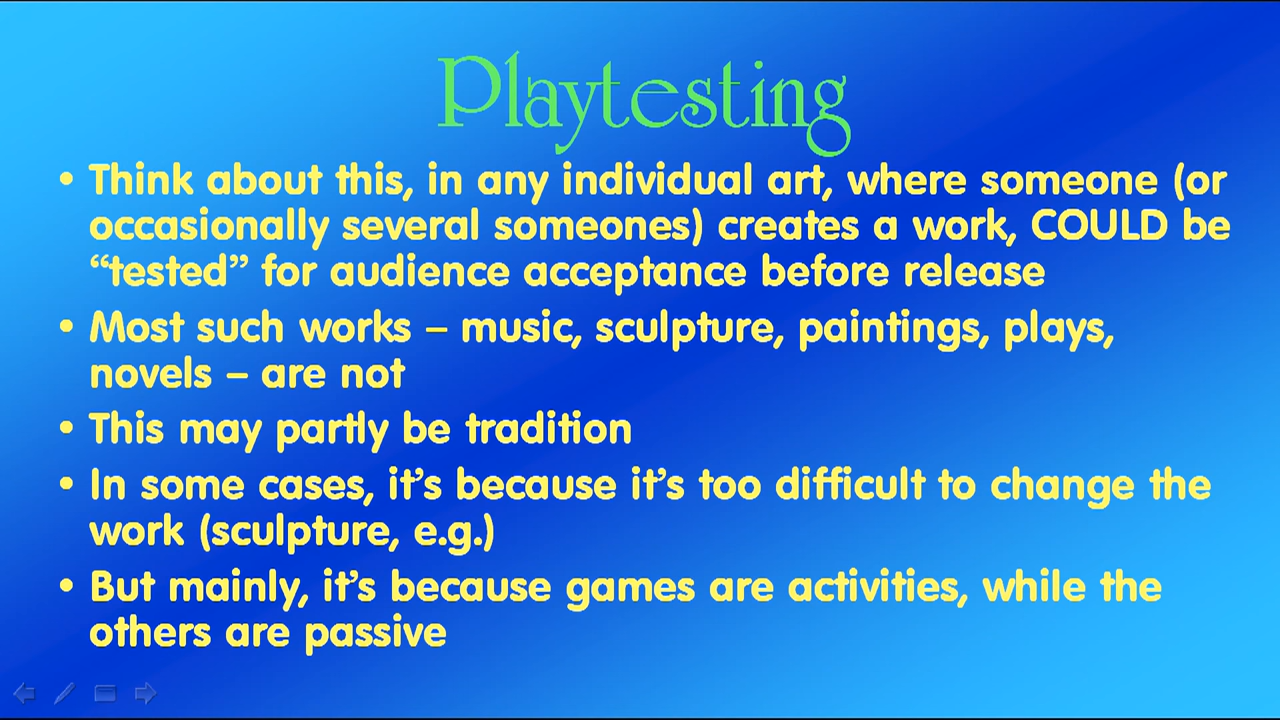 Playtesting
• Think about this, in any individual art, where someone (or
occasionally several someones) creates a work, COULD be
“tested” for audience acceptance before release
• Most such works – music, sculpture, paintings, plays,
novels – are not
• This may partly be tradition
• In some cases, it’s because it’s too difficult to change the
work (sculpture, e.g.)
• But mainly, it’s because games are activities, while the
others are passive